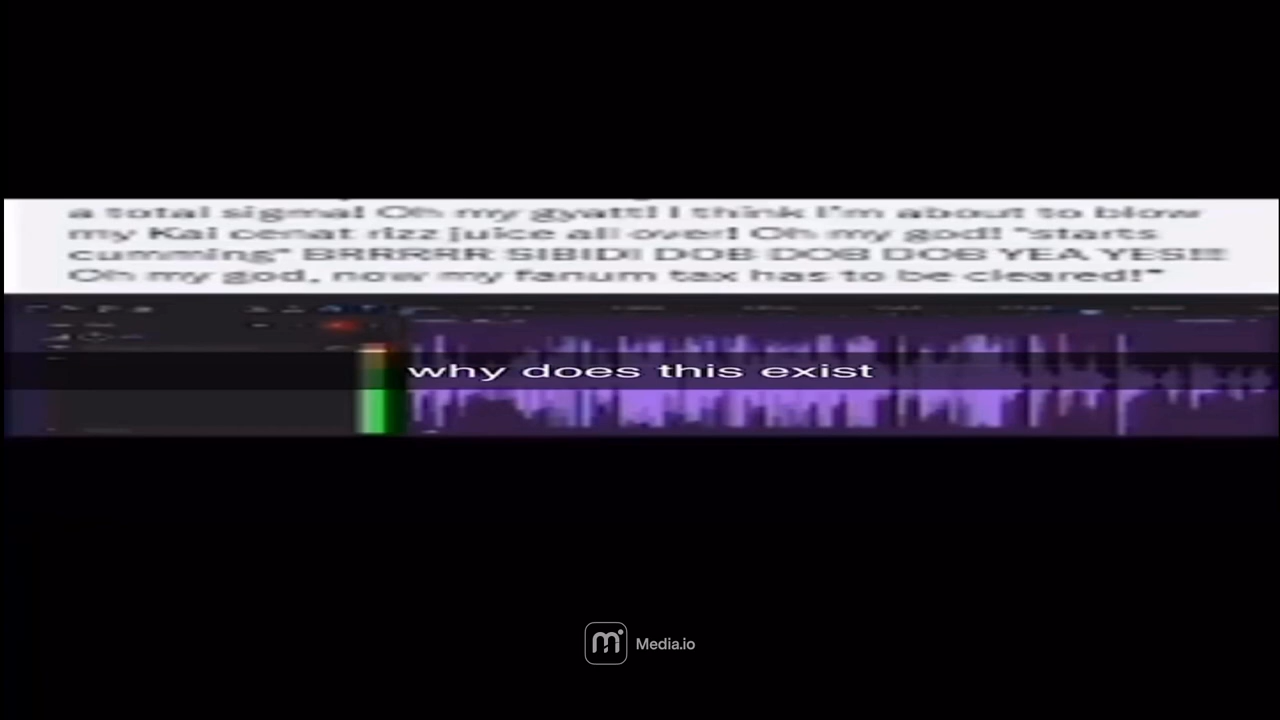 a total sigma! Oh my gyatt! I think I'm about to blow
my Kai cenat rizz juice all over! Oh my god! *starts
cumming* BRRRRR SIBIDI DOB DOB DOB YEA YES!!!
Oh my god, now my fanum tax has to be cleared!"
why does this exist
Media.io